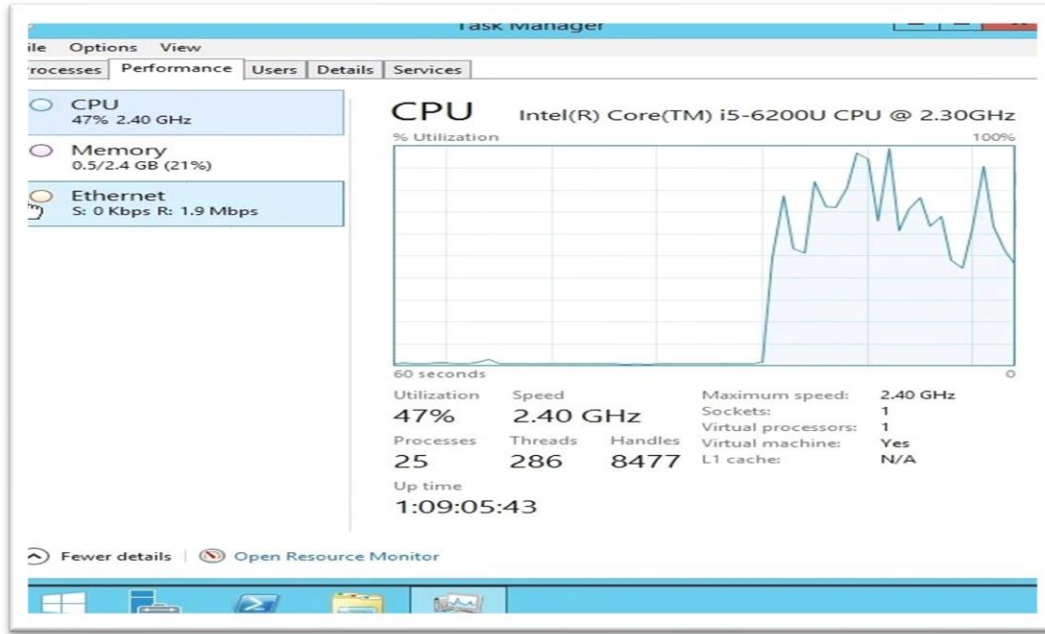 Task Manager
ile Options View
rocesses Performance Users Details Services
CPU
47% 2.40 GHz
Memory
0.5/2.4 GB (21%)
Ethernet
S: 0 Kbps R: 1.9 Mbps
CPU Intel(R) Core(TM) i5-6200U CPU @ 2.30GHz
% Utilization 100%
60 seconds 0
Utilization Speed Maximum speed: 2.40 GHz
47% 2.40 GHz Sockets: 1
Virtual processors: 1
Processes Threads Handles Virtual machine: Yes
25 286 8477 L1 cache: N/A
Up time
1:09:05:43
Fewer details Open Resource Monitor